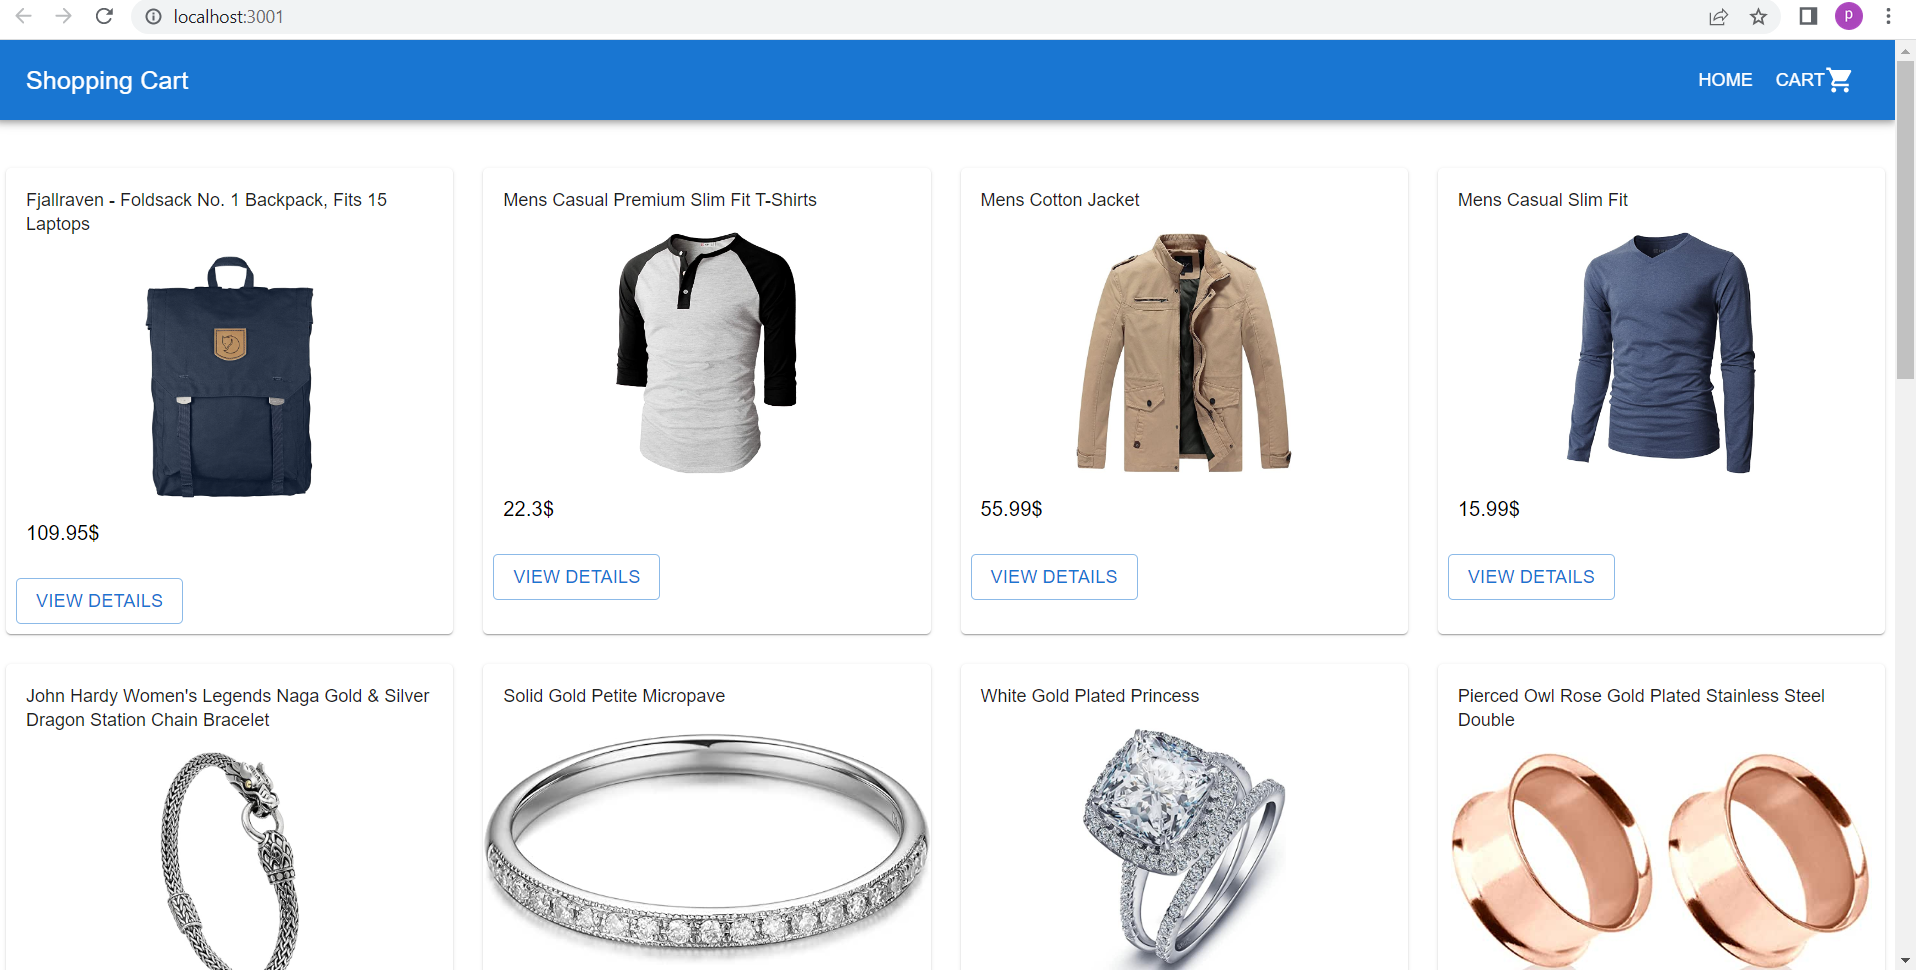 localhost:3001
P
Shopping Cart
HOME
CART
Fjallraven - Foldsack No. 1 Backpack, Fits 15
Laptops
109.95$
VIEW DETAILS
Mens Casual Premium Slim Fit T-Shirts
22.3$
VIEW DETAILS
Mens Cotton Jacket
55.99$
VIEW DETAILS
Mens Casual Slim Fit
15.99$
VIEW DETAILS
John Hardy Women's Legends Naga Gold & Silver
Dragon Station Chain Bracelet
Solid Gold Petite Micropave
White Gold Plated Princess
Pierced Owl Rose Gold Plated Stainless Steel
Double